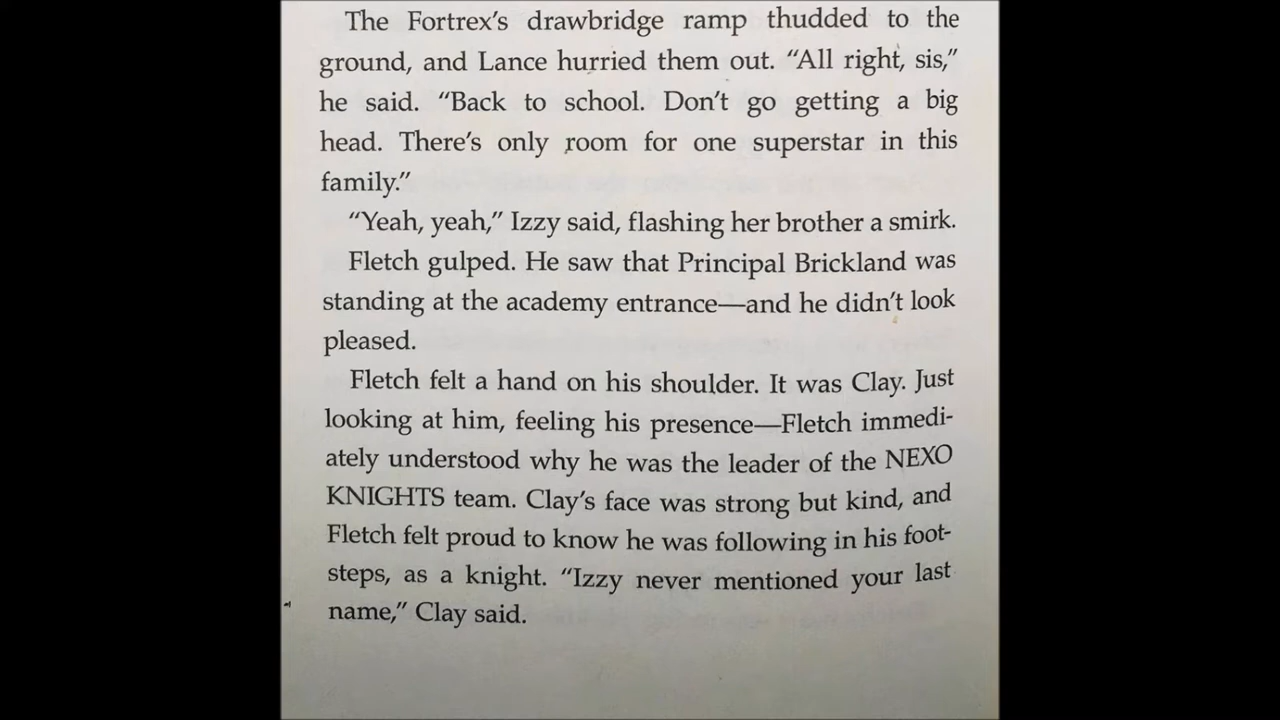 The Fortrex’s drawbridge ramp thudded to the
ground, and Lance hurried them out. “All right, sis,”
he said. “Back to school. Don’t go getting a big
head. There’s only room for one superstar in this
family.”
“Yeah, yeah,” Izzy said, flashing her brother a smirk.
Fletch gulped. He saw that Principal Brickland was
standing at the academy entrance—and he didn’t look
pleased.
Fletch felt a hand on his shoulder. It was Clay. Just
looking at him, feeling his presence—Fletch immedi-
ately understood why he was the leader of the NEXO
KNIGHTS team. Clay’s face was strong but kind, and
Fletch felt proud to know he was following in his foot-
steps, as a knight. “Izzy never mentioned your last
name,” Clay said.